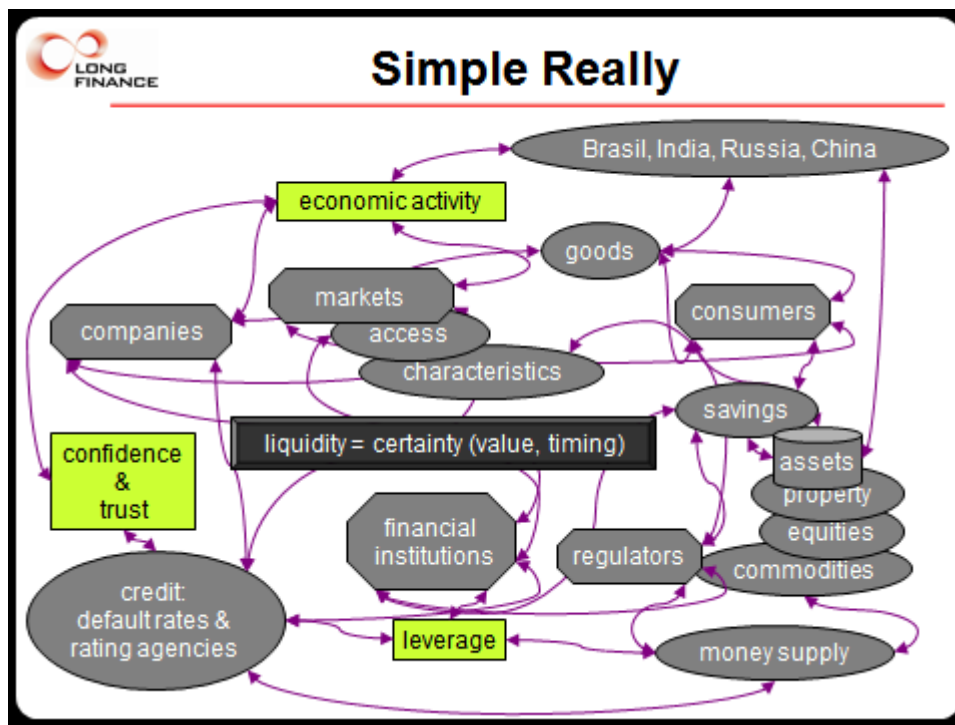 LONG
FINANCE
Simple Really
Brasil, India, Russia, China
economic activity
goods
markets
consumers
companies
access
characteristics
savings
liquidity = certainty (value, timing)
confidence
&
trust
assets
property
financial
institutions
regulators
equities
commodities
credit:
default rates &
rating agencies
leverage
money supply